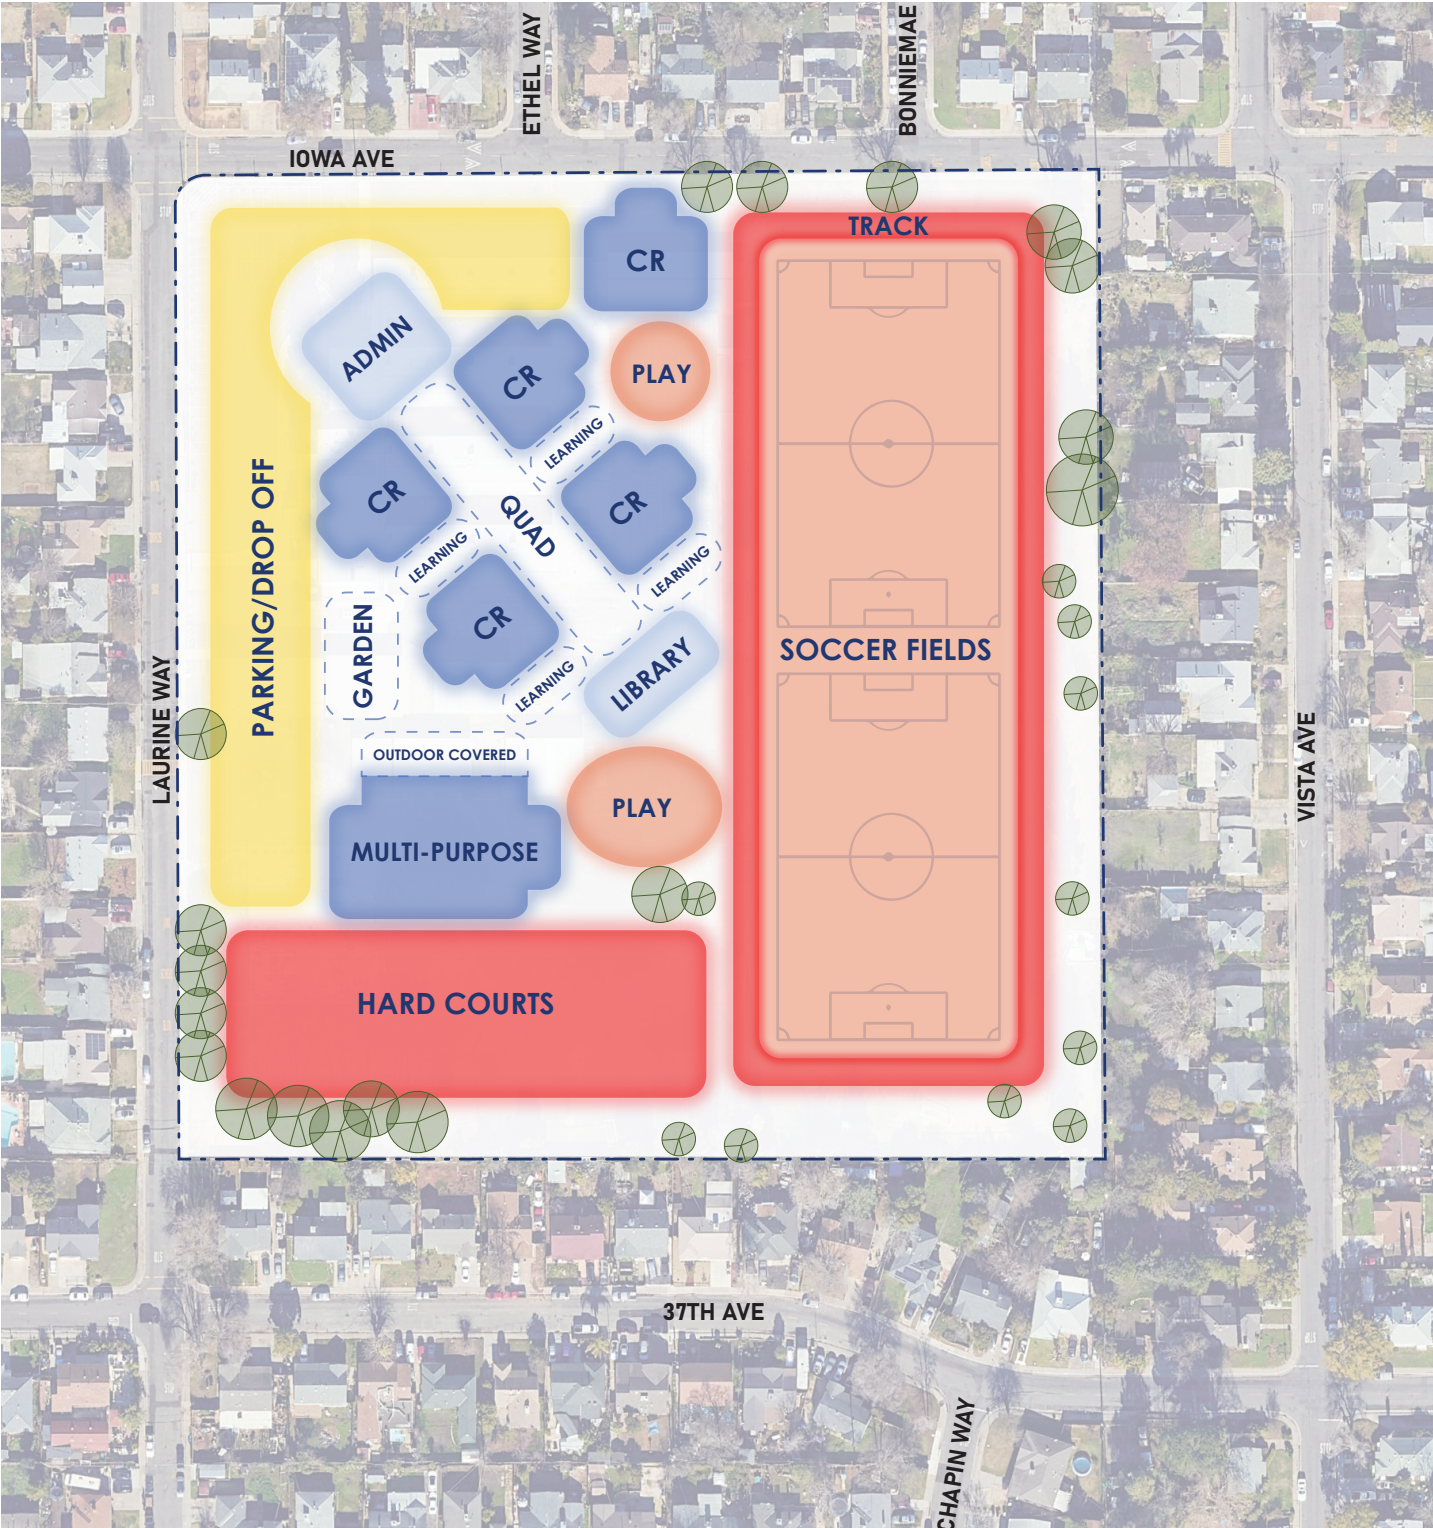 ETHEL WAY
BONNIEMAE
IOWA AVE
TRACK
CR
ADMIN
CR
PLAY
LEARNING
CR
CR
QUAD
LEARNING
LEARNING
CR
GARDEN
PARKING/DROP OFF
LIBRARY
LEARNING
SOCCER FIELDS
LAURINE WAY
OUTDOOR COVERED
VISTA AVE
PLAY
MULTI-PURPOSE
HARD COURTS
37TH AVE
CHAPIN WAY